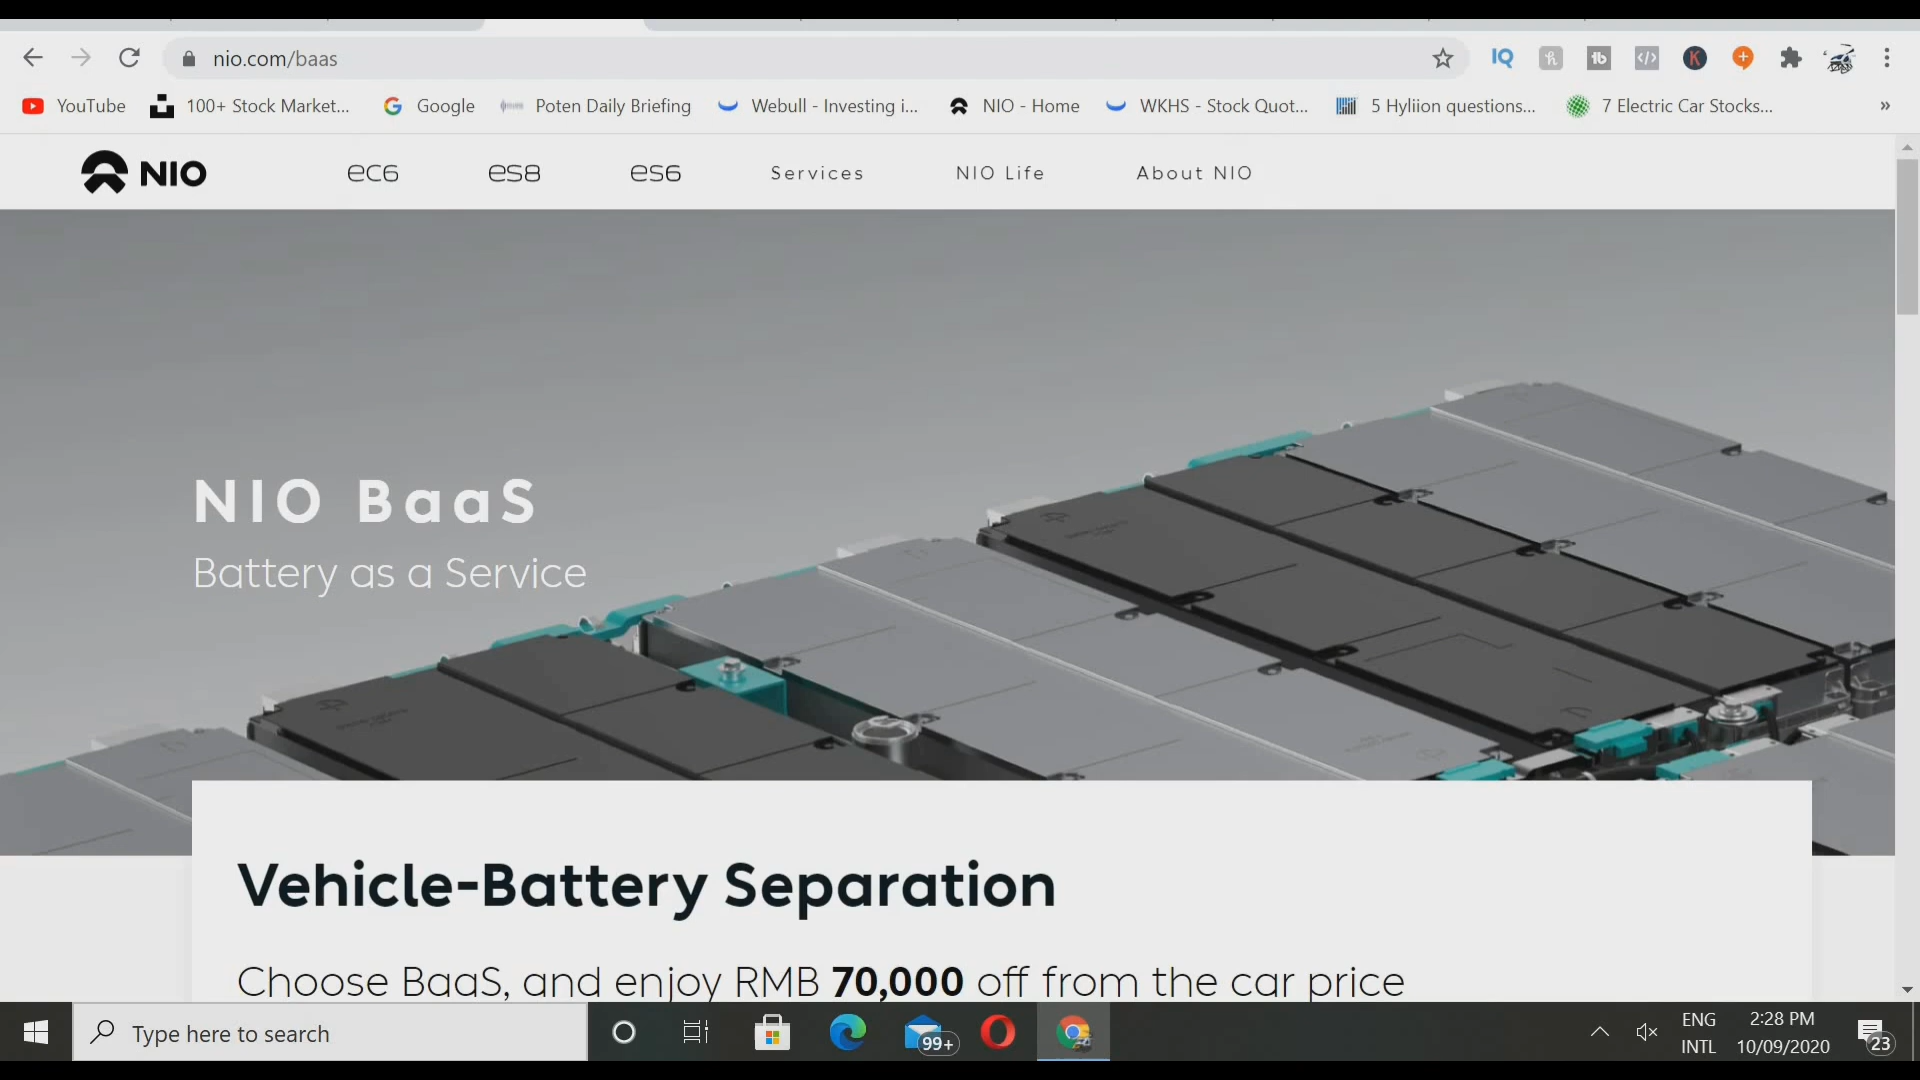 nio.com/baas
IQ
tb
</>
K
YouTube
100+ Stock Market...
Google
Poten Daily Briefing
Webull - Investing i...
NIO - Home
WKHS - Stock Quot...
5 Hyliion questions...
7 Electric Car Stocks...
»
NIO
ec6
es8
es6
Services
NIO Life
About NIO
NIO BaaS
Battery as a Service
Vehicle-Battery Separation
Choose BaaS, and enjoy RMB 70,000 off from the car price
Type here to search
99+
ENG
INTL
2:28 PM
10/09/2020
23